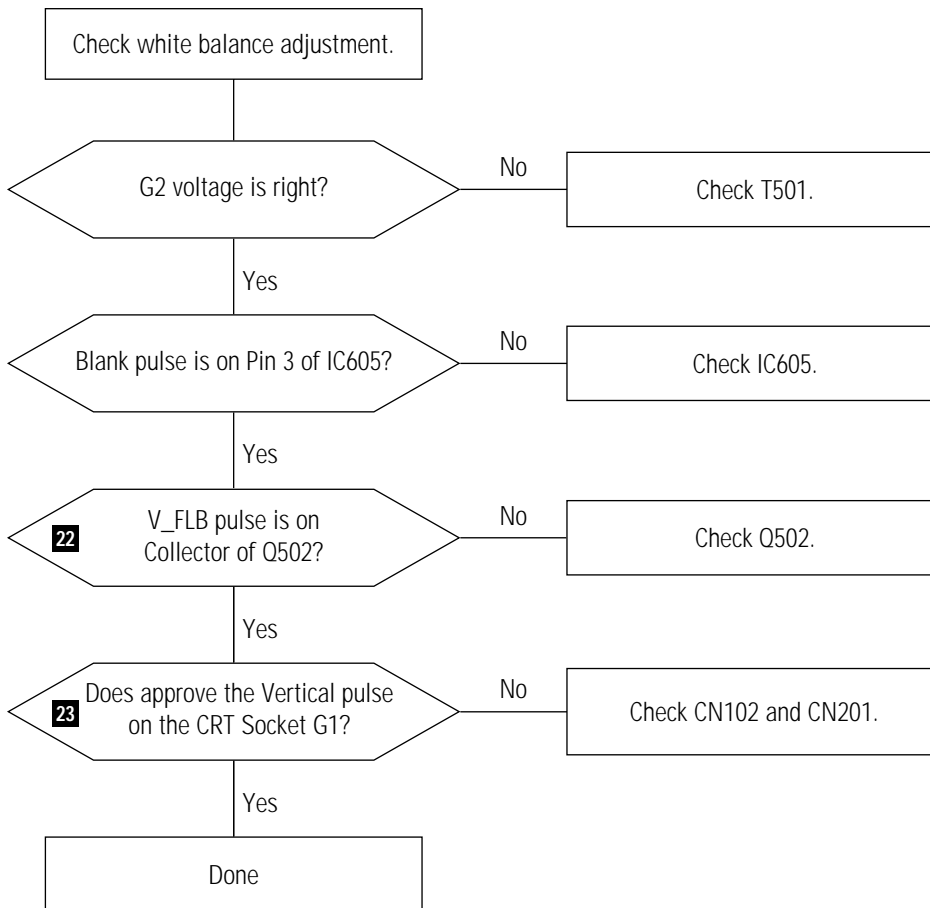 Check white balance adjustment.
G2 voltage is right?
No
Check T501.
Yes
Blank pulse is on Pin 3 of IC605?
No
Check IC605.
Yes
22
V_FLB pulse is on
Collector of Q502?
No
Check Q502.
Yes
23
Does approve the Vertical pulse
on the CRT Socket G1?
No
Check CN102 and CN201.
Yes
Done